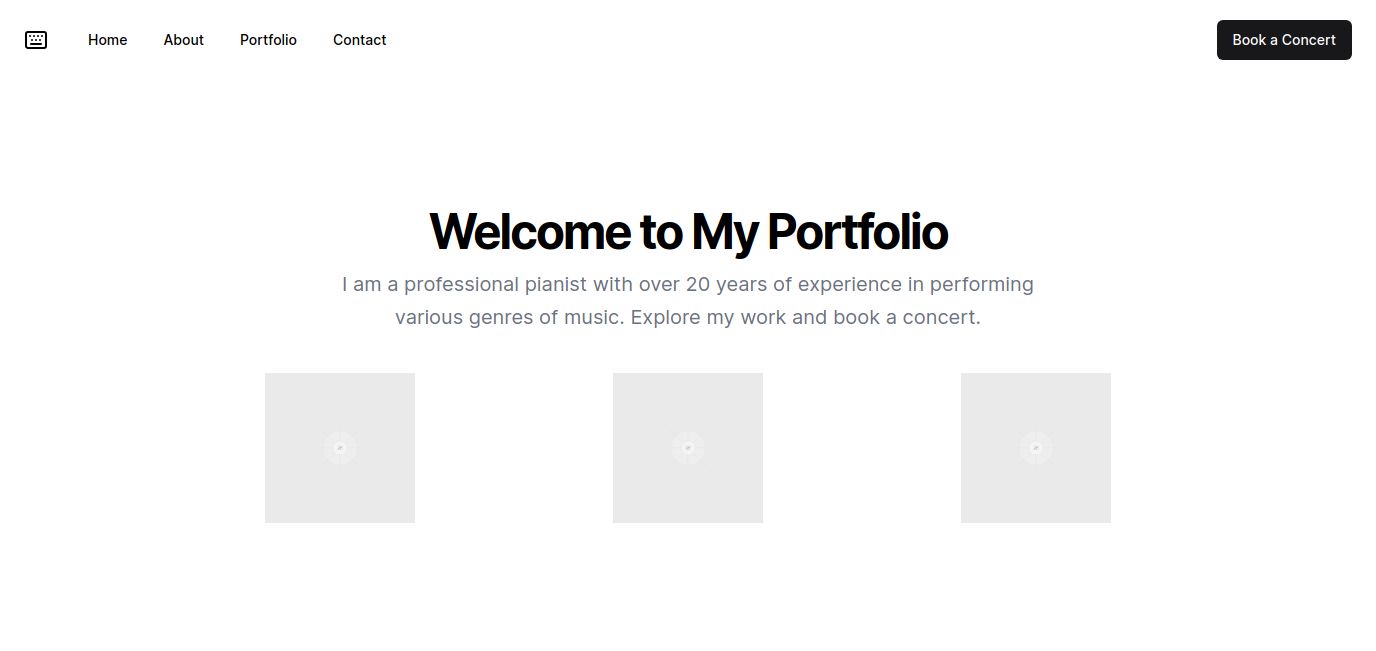 Home
About
Portfolio
Contact
Book a Concert
Welcome to My Portfolio
I am a professional pianist with over 20 years of experience in performing
various genres of music. Explore my work and book a concert.